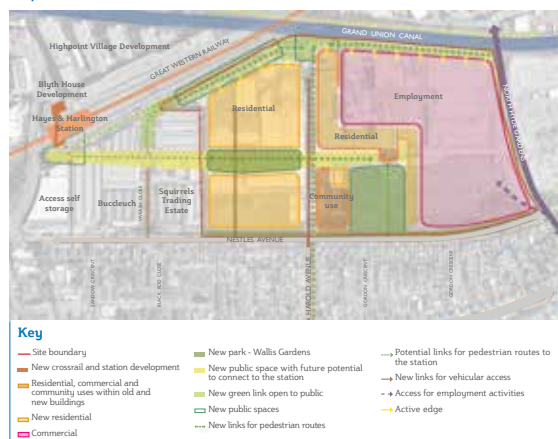 Highpoint Village Development
GRAND UNION CANAL
GREAT WESTERN RAILWAY
Blyth House
Development
Hayes & Harlington
Station
Residential
Employment
Residential
Access self
storage
Buccleuch
Squirrels
Trading
Estate
Community
use
NESTLES AVENUE
HAROLD AVENUE
GORDON CRESCENT
Key
Site boundary
New crossrail and station development
Residential, commercial and
community uses within old and
new buildings
New residential
Commercial
New park - Wallis Gardens
New public space with future potential
to connect to the station
New green link open to public
New public spaces
New links for pedestrian routes
Potential links for pedestrian routes to
the station
New links for vehicular access
Access for employment activities
Active edge